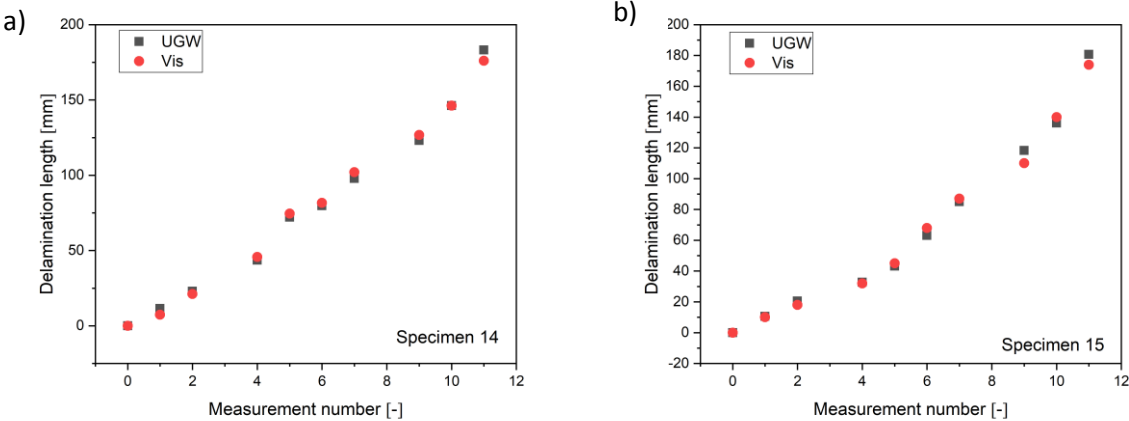 a)
200
150
100
50
0
UGW
Vis
Delamination length [mm]
Specimen 14
0 2 4 6 8 10 12
Measurement number [-]
b)
200
180
160
140
120
100
80
60
40
20
0
-20
UGW
Vis
Delamination length [mm]
Specimen 15
0 2 4 6 8 10 12
Measurement number [-]